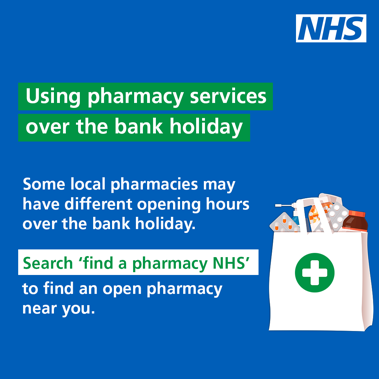 NHS
Using pharmacy services
over the bank holiday
Some local pharmacies may
have different opening hours
over the bank holiday.
Search ‘find a pharmacy NHS’
to find an open pharmacy
near you.